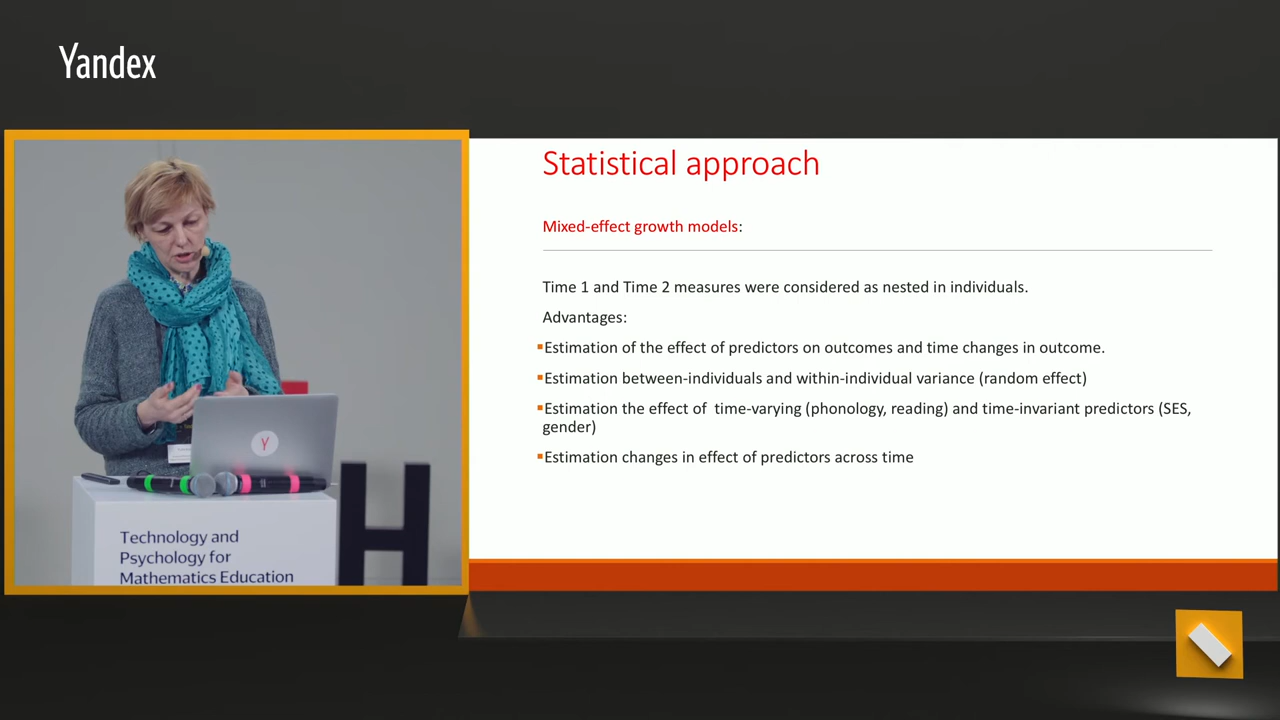 Yandex
Statistical approach
Mixed-effect growth models:
Time 1 and Time 2 measures were considered as nested in individuals.
Advantages:
▪Estimation of the effect of predictors on outcomes and time changes in outcome.
▪Estimation between-individuals and within-individual variance (random effect)
▪Estimation the effect of  time-varying (phonology, reading) and time-invariant predictors (SES,
gender)
▪Estimation changes in effect of predictors across time
Y
H
Technology and
Psychology for
Mathematics Education